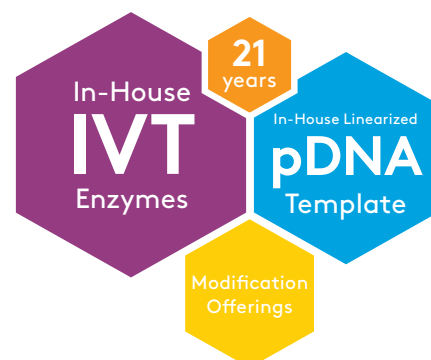 In-House
IVT
Enzymes
21
years
In-House Linearized
pDNA
Template
Modification
Offerings